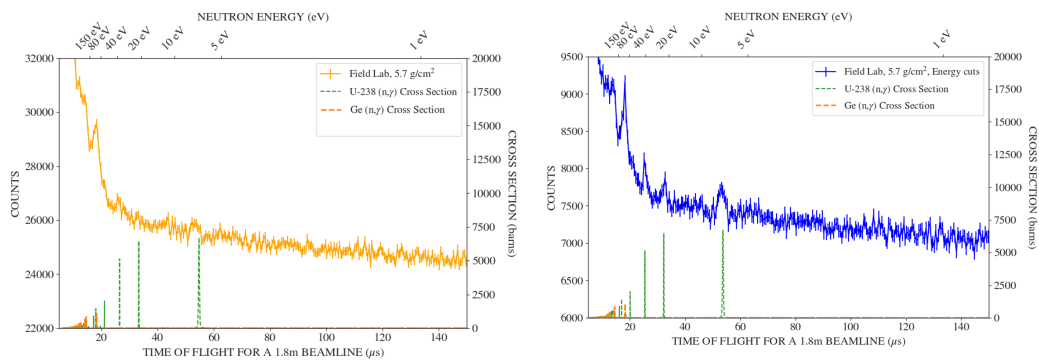 NEUTRON ENERGY (eV)
150 eV
80 eV
40 eV
20 eV
10 eV
5 eV
1 eV
32000
30000
28000
26000
24000
22000
COUNTS
20000
17500
15000
12500
10000
7500
5000
2500
0
CROSS SECTION (barns)
Field Lab, 5.7 g/cm²
U-238 (n,γ) Cross Section
Ge (n,γ) Cross Section
20 40 60 80 100 120 140
TIME OF FLIGHT FOR A 1.8m BEAMLINE (μs)
NEUTRON ENERGY (eV)
150 eV
80 eV
40 eV
20 eV
10 eV
5 eV
1 eV
9500
9000
8500
8000
7500
7000
6500
6000
COUNTS
20000
17500
15000
12500
10000
7500
5000
2500
0
CROSS SECTION (barns)
Field Lab, 5.7 g/cm², Energy cuts
U-238 (n,γ) Cross Section
Ge (n,γ) Cross Section
20 40 60 80 100 120 140
TIME OF FLIGHT FOR A 1.8m BEAMLINE (μs)